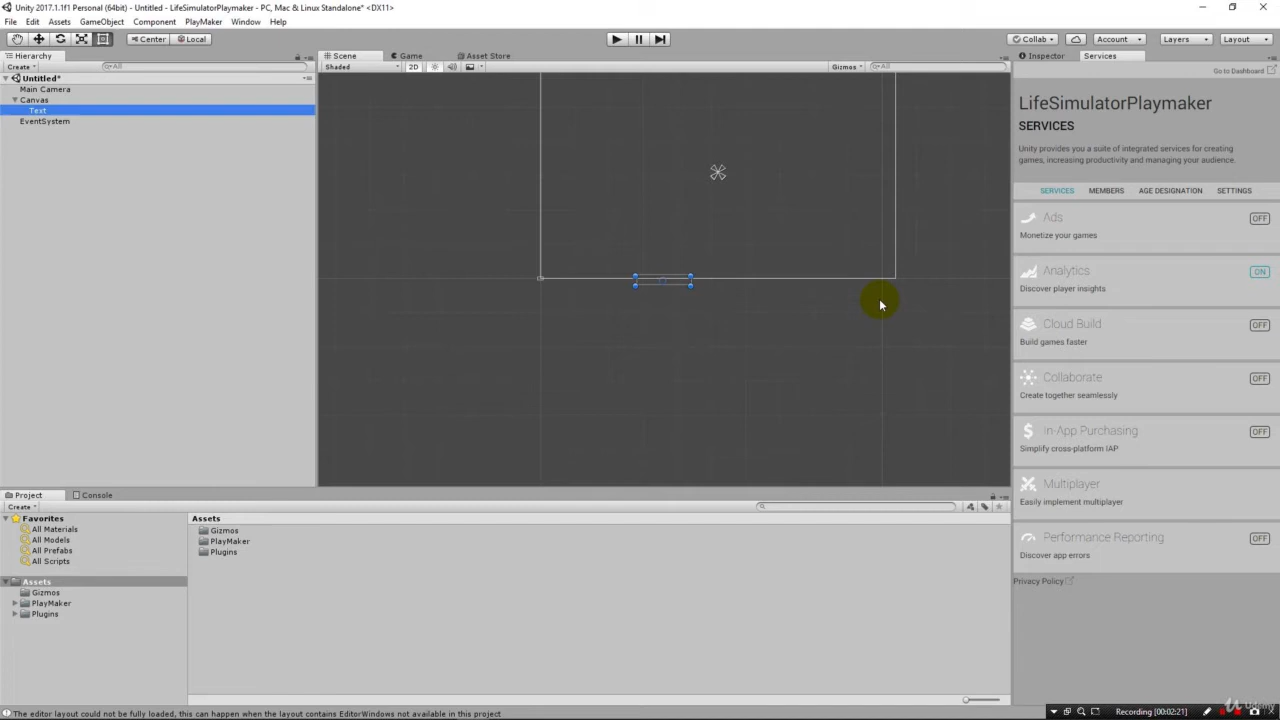 Unity 2017.1.1f1 Personal (64bit) - Untitled - LifeSimulatorPlaymaker - PC, Mac & Linux Standalone* <DX11>
File Edit Assets GameObject Component PlayMaker Window Help
Center Local Collab Account Layers Layout
Hierarchy
Create All
Untitled*
Main Camera
Canvas
Text
EventSystem
Scene Game Asset Store
Shaded 2D Gizmos All
Inspector Services
Go to Dashboard
LifeSimulatorPlaymaker
SERVICES
Unity provides you a suite of integrated services for creating
games, increasing productivity and managing your audience.
SERVICES MEMBERS AGE DESIGNATION SETTINGS
Ads OFF
Monetize your games
Analytics ON
Discover player insights
Cloud Build OFF
Build games faster
Collaborate OFF
Create together seamlessly
In-App Purchasing OFF
Simplify cross-platform IAP
Multiplayer
Easily implement multiplayer
Performance Reporting OFF
Discover app errors
Privacy Policy
Project Console
Create
Favorites
All Materials
All Models
All Prefabs
All Scripts
Assets
Gizmos
PlayMaker
Plugins
Assets
Gizmos
PlayMaker
Plugins
The editor layout could not be fully loaded, this can happen when the layout contains EditorWindows not available in this project
Recording [00:02:21]
Udemy